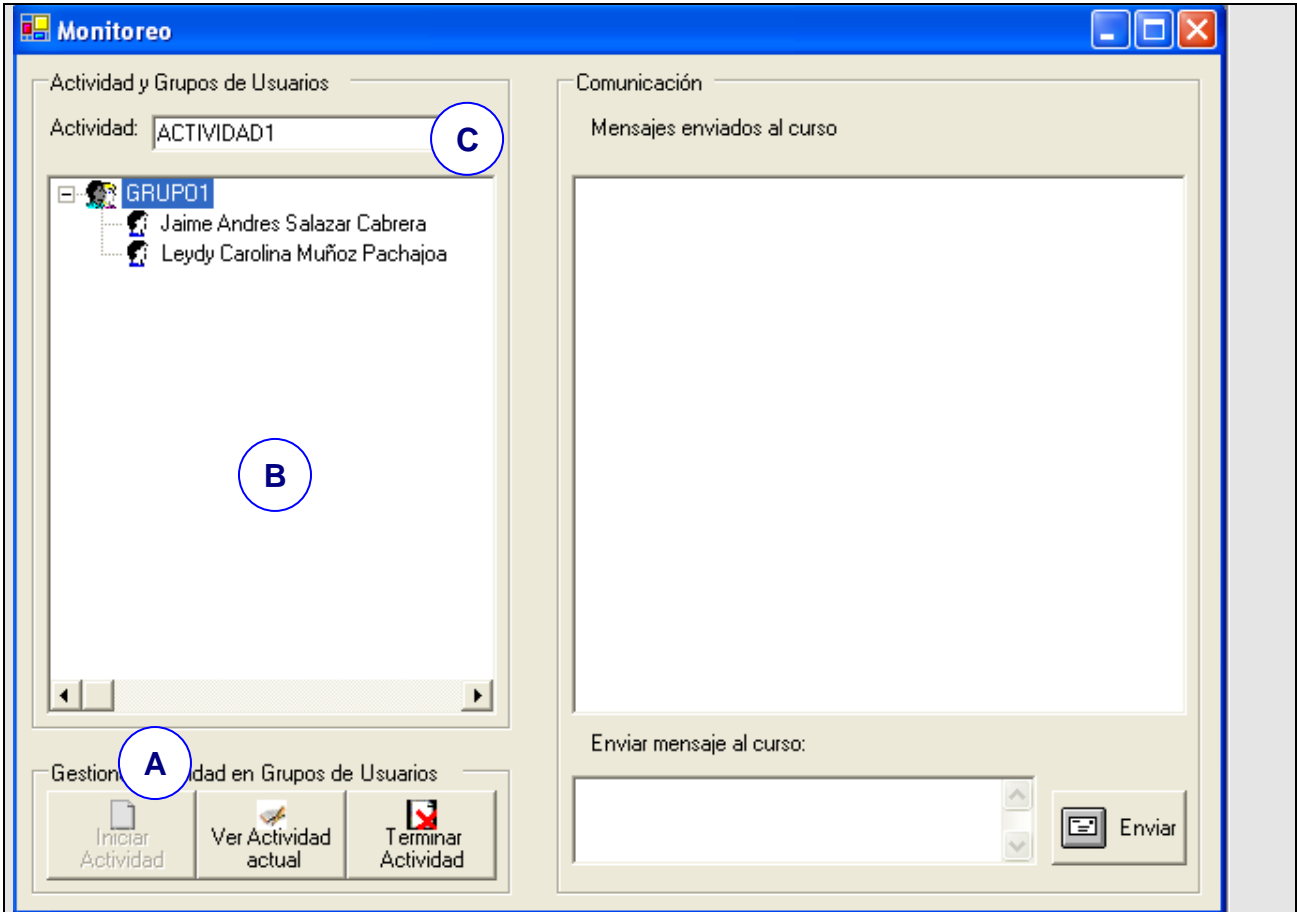 Monitoreo
Actividad y Grupos de Usuarios
Actividad: ACTIVIDAD1
C
GRUPO1
Jaime Andres Salazar Cabrera
Leydy Carolina Muñoz Pachajoa
B
A
Gestion dad en Grupos de Usuarios
Iniciar
Actividad
Ver Actividad
actual
Terminar
Actividad
Comunicación
Mensajes enviados al curso
Enviar mensaje al curso:
Enviar